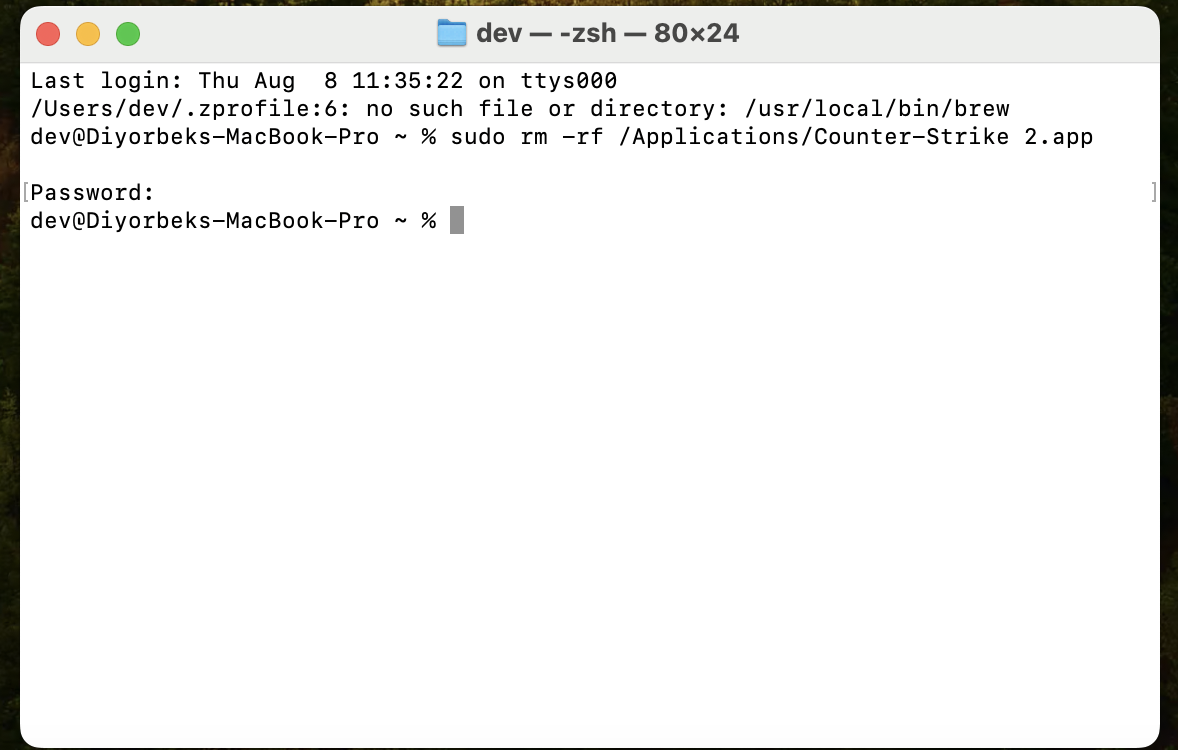 dev — -zsh — 80×24
Last login: Thu Aug  8 11:35:22 on ttys000
/Users/dev/.zprofile:6: no such file or directory: /usr/local/bin/brew
dev@Diyorbeks-MacBook-Pro ~ % sudo rm -rf /Applications/Counter-Strike 2.app
[Password:]
dev@Diyorbeks-MacBook-Pro ~ %